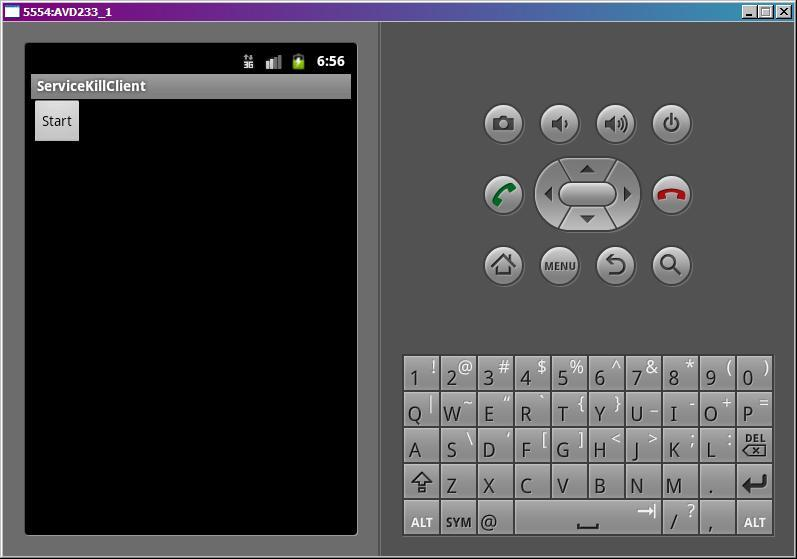 5554:AVD233_1
3G 6:56
ServiceKillClient
Start
MENU
1 ! 2 @ 3 # 4 $ 5 % 6 ^ 7 & 8 * 9 ( 0 )
Q | W ~ E “ R ` T { Y } U _ I - O + P =
A S \ D ‘ F [ G ] H < J > K ; L : DEL
Z X C V B N M .
ALT SYM @ / ? , ALT